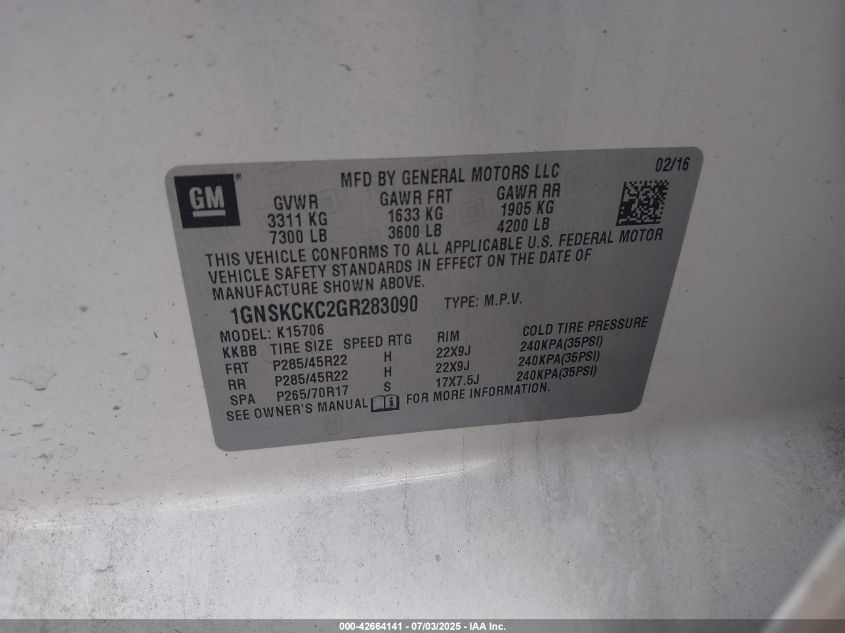 GM
MFD BY GENERAL MOTORS LLC 02/16
GVWR GAWR FRT GAWR RR
3311 KG 1633 KG 1905 KG
7300 LB 3600 LB 4200 LB
THIS VEHICLE CONFORMS TO ALL APPLICABLE U.S. FEDERAL MOTOR
VEHICLE SAFETY STANDARDS IN EFFECT ON THE DATE OF
MANUFACTURE SHOWN ABOVE.
1GNSKCKC2GR283090 TYPE: M.P.V.
MODEL: K15706
KKBB TIRE SIZE SPEED RTG RIM COLD TIRE PRESSURE
FRT P285/45R22 H 22X9J 240KPA(35PSI)
RR P285/45R22 H 22X9J 240KPA(35PSI)
SPA P265/70R17 S 17X7.5J 240KPA(35PSI)
SEE OWNER'S MANUAL FOR MORE INFORMATION.
000-42664141 - 07/03/2025 - IAA Inc.